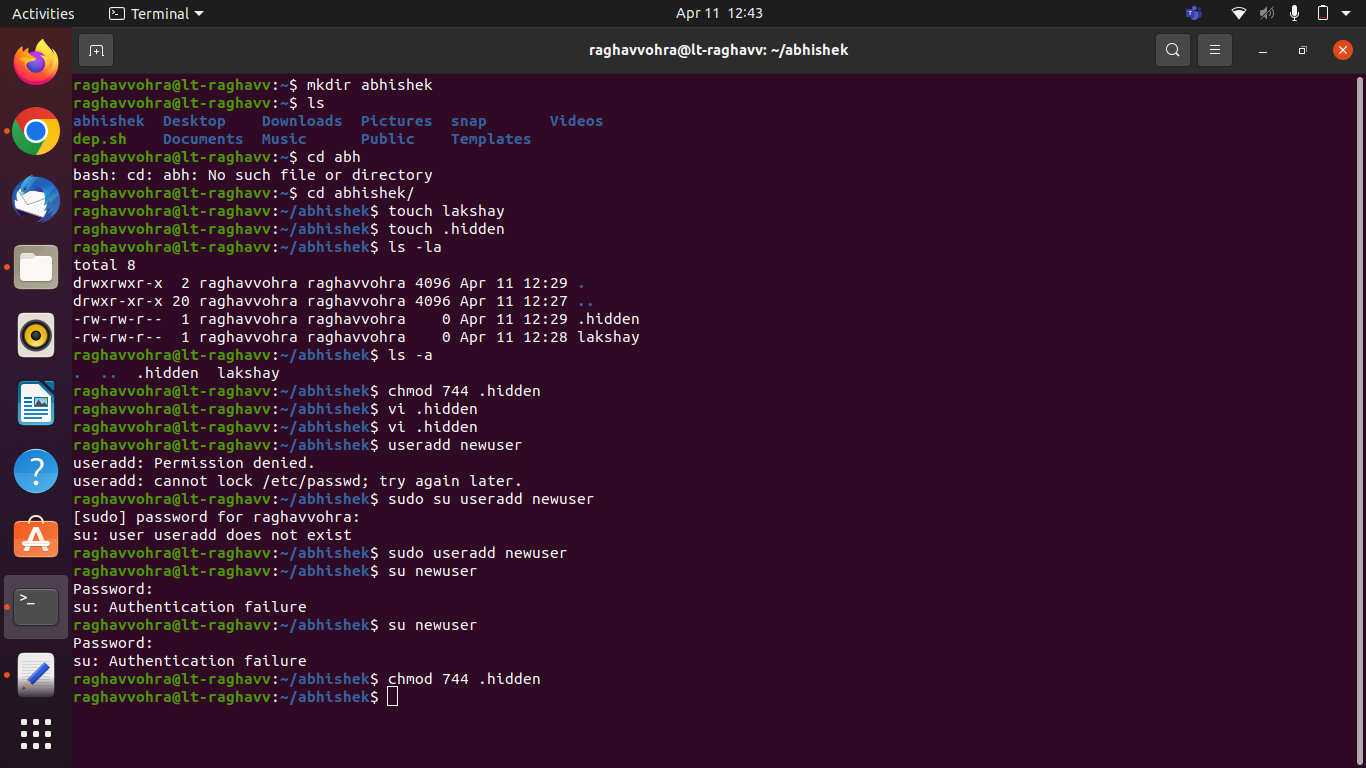 Activities Terminal Apr 11 12:43
raghavvohra@lt-raghavv: ~/abhishek
raghavvohra@lt-raghavv:~$ mkdir abhishek
raghavvohra@lt-raghavv:~$ ls
abhishek  Desktop    Downloads  Pictures  snap       Videos
dep.sh    Documents  Music      Public    Templates
raghavvohra@lt-raghavv:~$ cd abh
bash: cd: abh: No such file or directory
raghavvohra@lt-raghavv:~$ cd abhishek/
raghavvohra@lt-raghavv:~/abhishek$ touch lakshay
raghavvohra@lt-raghavv:~/abhishek$ touch .hidden
raghavvohra@lt-raghavv:~/abhishek$ ls -la
total 8
drwxrwxr-x  2 raghavvohra raghavvohra 4096 Apr 11 12:29 .
drwxr-xr-x 20 raghavvohra raghavvohra 4096 Apr 11 12:27 ..
-rw-rw-r--  1 raghavvohra raghavvohra    0 Apr 11 12:29 .hidden
-rw-rw-r--  1 raghavvohra raghavvohra    0 Apr 11 12:28 lakshay
raghavvohra@lt-raghavv:~/abhishek$ ls -a
.  ..  .hidden  lakshay
raghavvohra@lt-raghavv:~/abhishek$ chmod 744 .hidden
raghavvohra@lt-raghavv:~/abhishek$ vi .hidden
raghavvohra@lt-raghavv:~/abhishek$ vi .hidden
raghavvohra@lt-raghavv:~/abhishek$ useradd newuser
useradd: Permission denied.
useradd: cannot lock /etc/passwd; try again later.
raghavvohra@lt-raghavv:~/abhishek$ sudo su useradd newuser
[sudo] password for raghavvohra:
su: user useradd does not exist
raghavvohra@lt-raghavv:~/abhishek$ sudo useradd newuser
raghavvohra@lt-raghavv:~/abhishek$ su newuser
Password:
su: Authentication failure
raghavvohra@lt-raghavv:~/abhishek$ su newuser
Password:
su: Authentication failure
raghavvohra@lt-raghavv:~/abhishek$ chmod 744 .hidden
raghavvohra@lt-raghavv:~/abhishek$